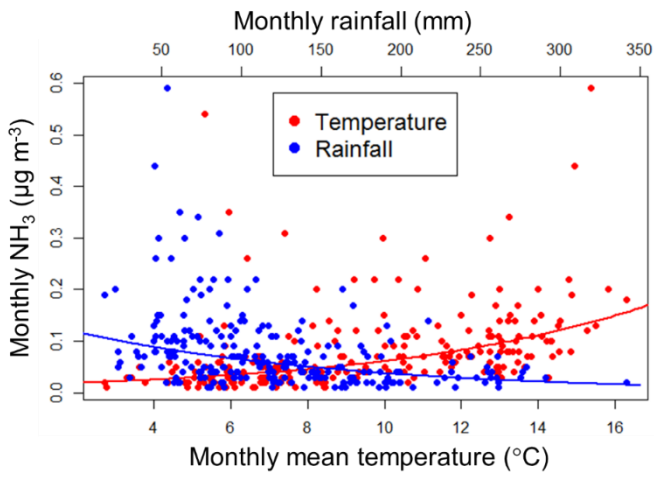 Monthly rainfall (mm)
50 100 150 200 250 300 350
Monthly NH₃ (µg m⁻³)
0.6
0.5
0.4
0.3
0.2
0.1
0.0
Temperature
Rainfall
4 6 8 10 12 14 16
Monthly mean temperature (°C)